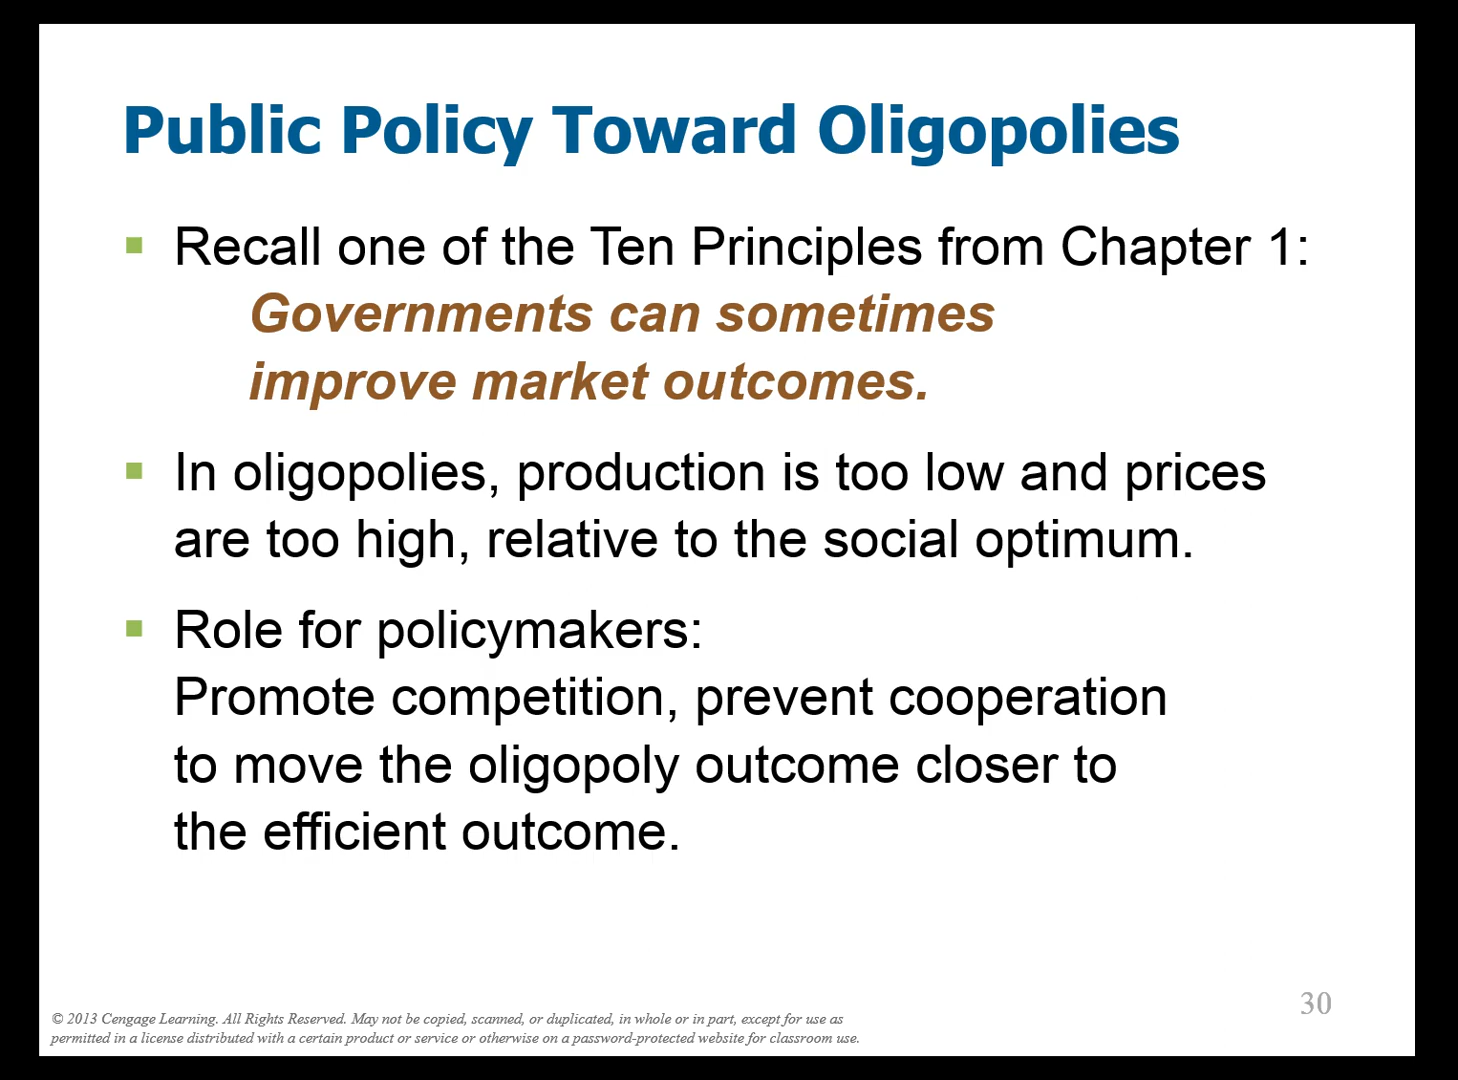 Public Policy Toward Oligopolies
▪ Recall one of the Ten Principles from Chapter 1:
Governments can sometimes
improve market outcomes.
▪ In oligopolies, production is too low and prices
are too high, relative to the social optimum.
▪ Role for policymakers:
Promote competition, prevent cooperation
to move the oligopoly outcome closer to
the efficient outcome.
30
© 2013 Cengage Learning. All Rights Reserved. May not be copied, scanned, or duplicated, in whole or in part, except for use as
permitted in a license distributed with a certain product or service or otherwise on a password-protected website for classroom use.